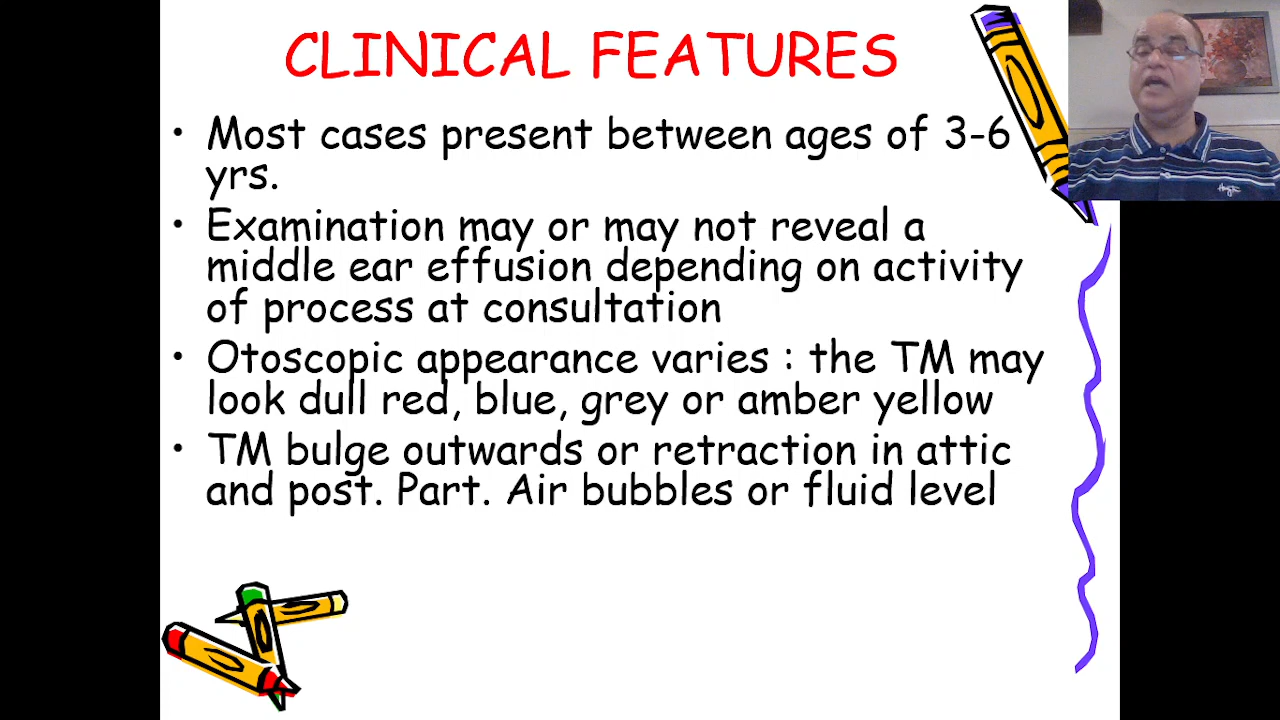 CLINICAL FEATURES
• Most cases present between ages of 3-6
yrs.
• Examination may or may not reveal a
middle ear effusion depending on activity
of process at consultation
• Otoscopic appearance varies : the TM may
look dull red, blue, grey or amber yellow
• TM bulge outwards or retraction in attic
and post. Part. Air bubbles or fluid level